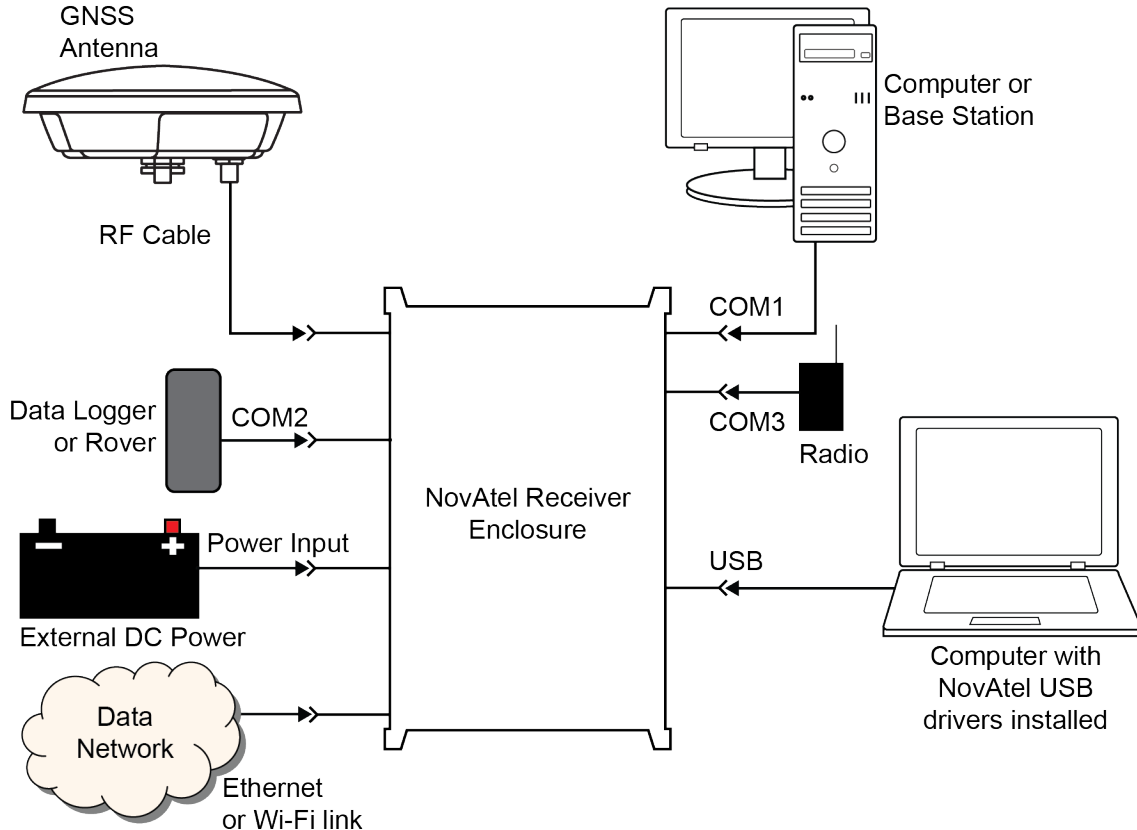 GNSS
Antenna
RF Cable
Computer or
Base Station
COM1
Data Logger
or Rover
COM2
COM3
Radio
NovAtel Receiver
Enclosure
Power Input
External DC Power
USB
Computer with
NovAtel USB
drivers installed
Data
Network
Ethernet
or Wi-Fi link